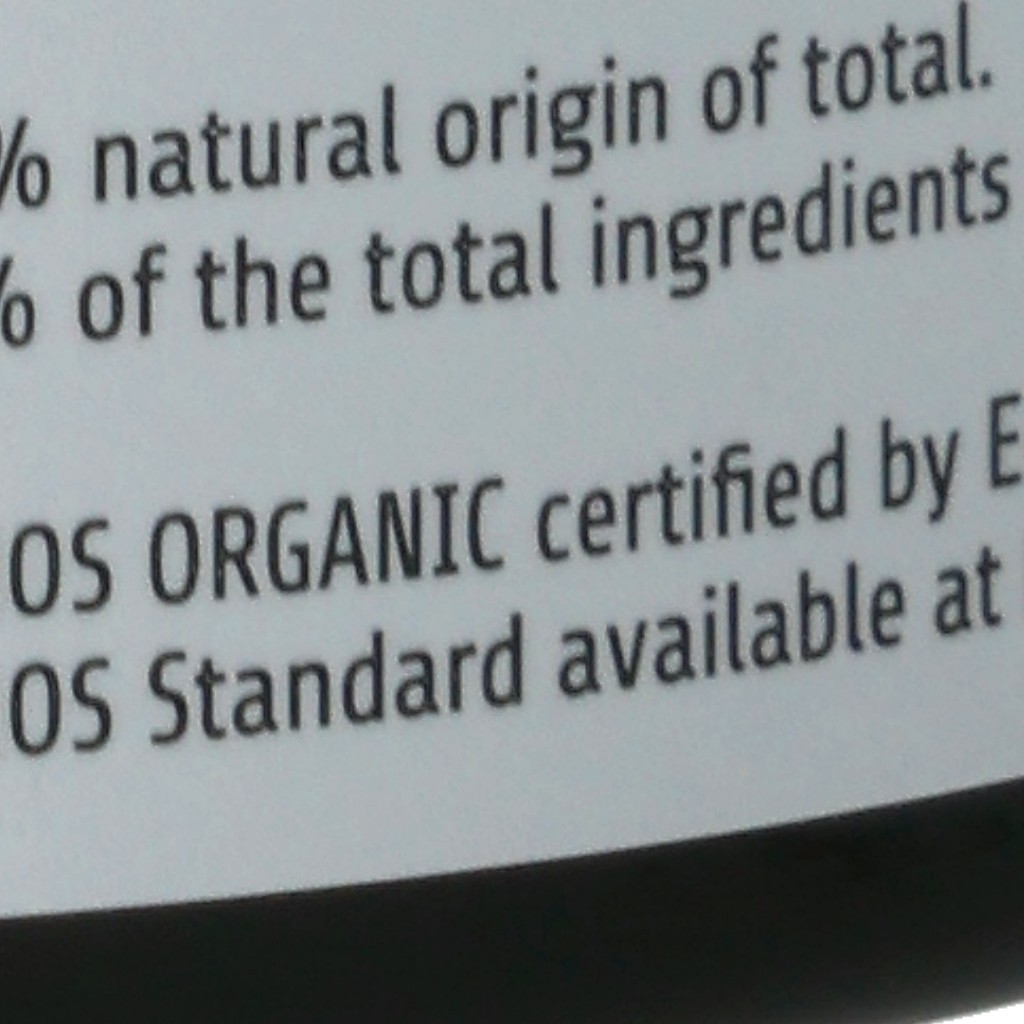 % natural origin of total.
% of the total ingredients
OS ORGANIC certified by E
OS Standard available at